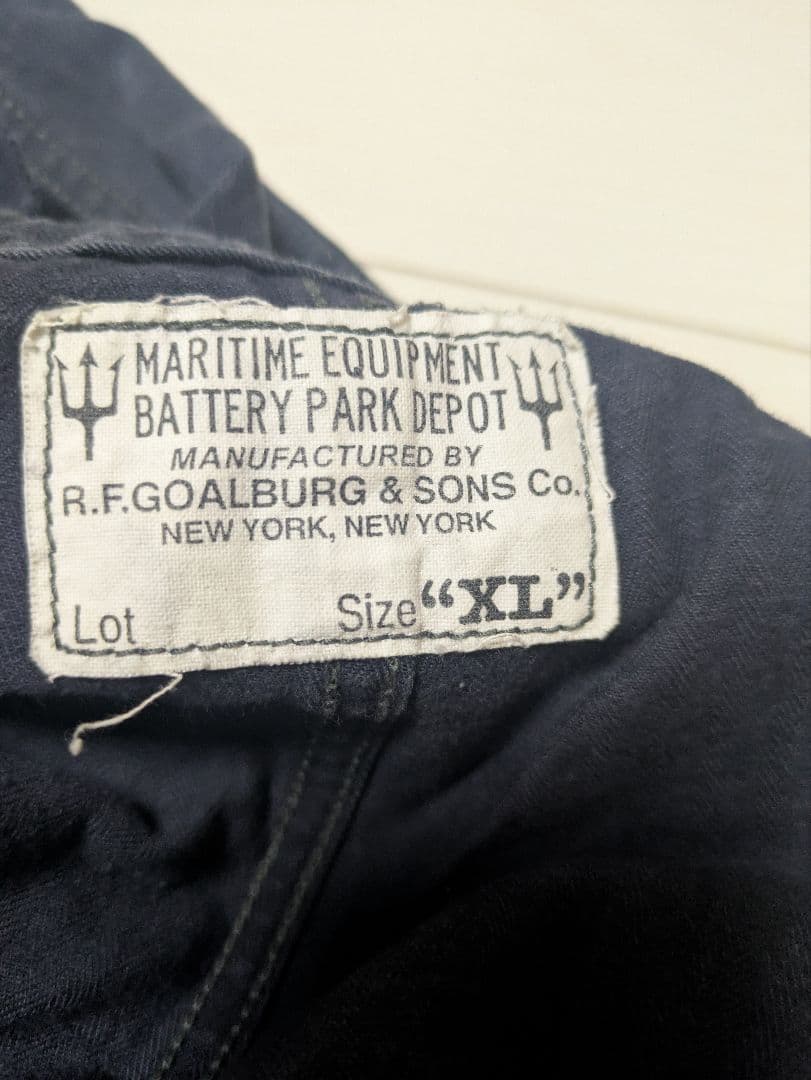 MARITIME EQUIPMENT
BATTERY PARK DEPOT
MANUFACTURED BY
R.F.GOALBURG & SONS Co.
NEW YORK, NEW YORK
Lot Size “XL”